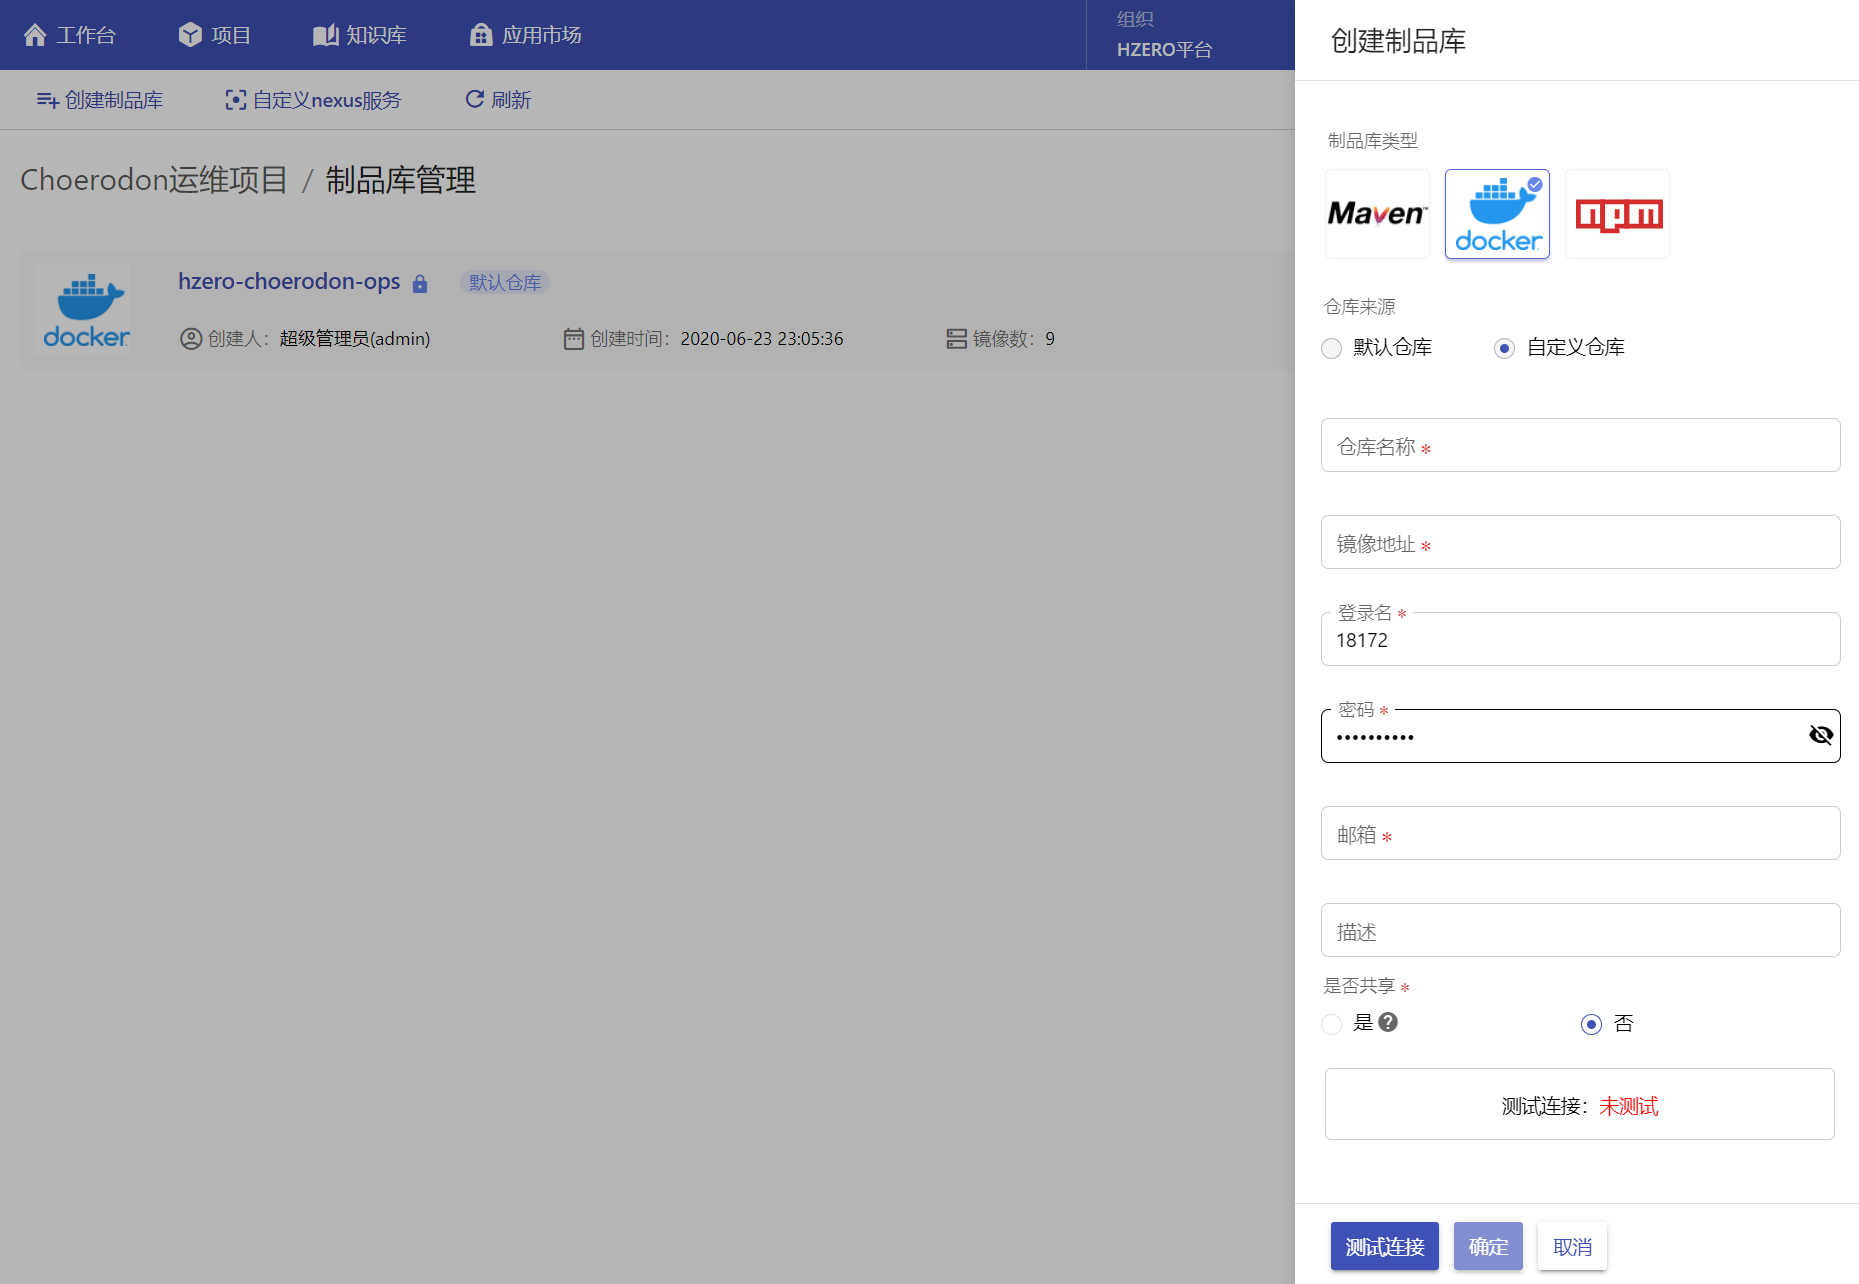 工作台 项目 知识库 应用市场
组织
HZERO平台
创建制品库 自定义nexus服务 刷新
Choerodon运维项目 / 制品库管理
docker
hzero-choerodon-ops 默认仓库
创建人： 超级管理员(admin) 创建时间： 2020-06-23 23:05:36 镜像数： 9
创建制品库
制品库类型
Maven™ docker npm
仓库来源
默认仓库 自定义仓库
仓库名称 *
镜像地址 *
登录名 *
18172
密码 *
••••••••••
邮箱 *
描述
是否共享 *
是 ? 否
测试连接： 未测试
测试连接 确定 取消